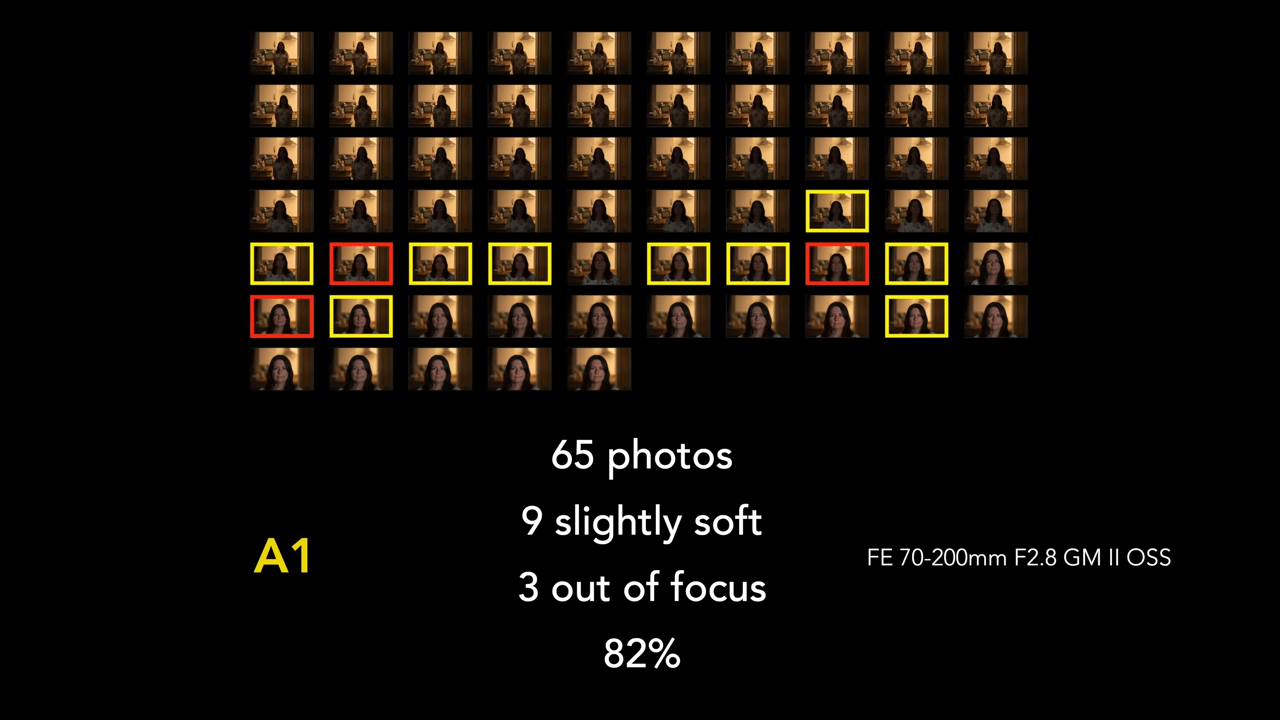 65 photos
9 slightly soft
A1
FE 70-200mm F2.8 GM II OSS
3 out of focus
82%